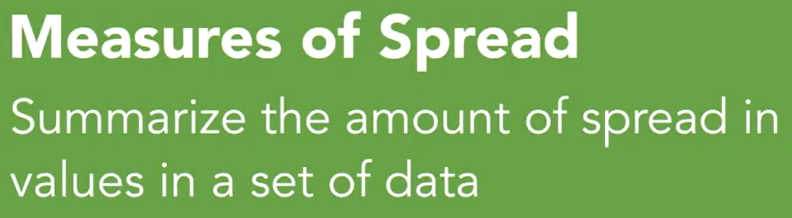 Measures of Spread
Summarize the amount of spread in
values in a set of data